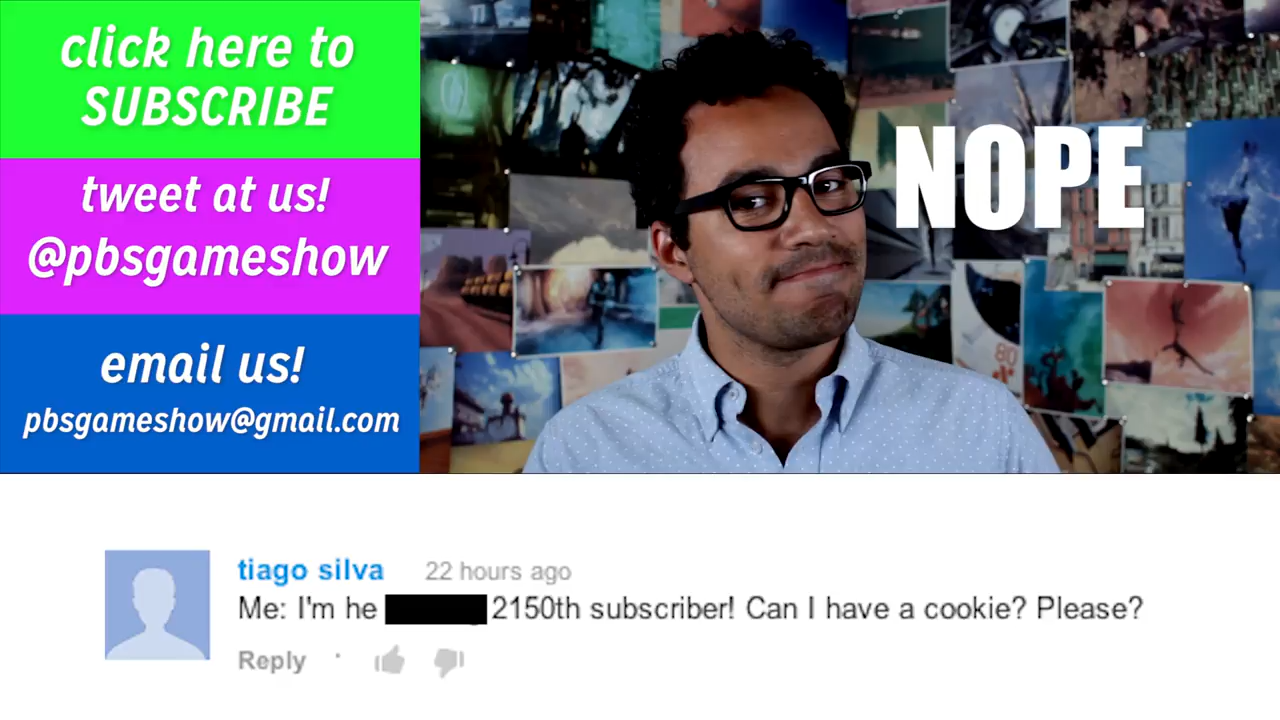 click here to
SUBSCRIBE
tweet at us!
@pbsgameshow
email us!
pbsgameshow@gmail.com
NOPE
80
tiago silva 22 hours ago
Me: I'm he 2150th subscriber! Can I have a cookie? Please?
Reply